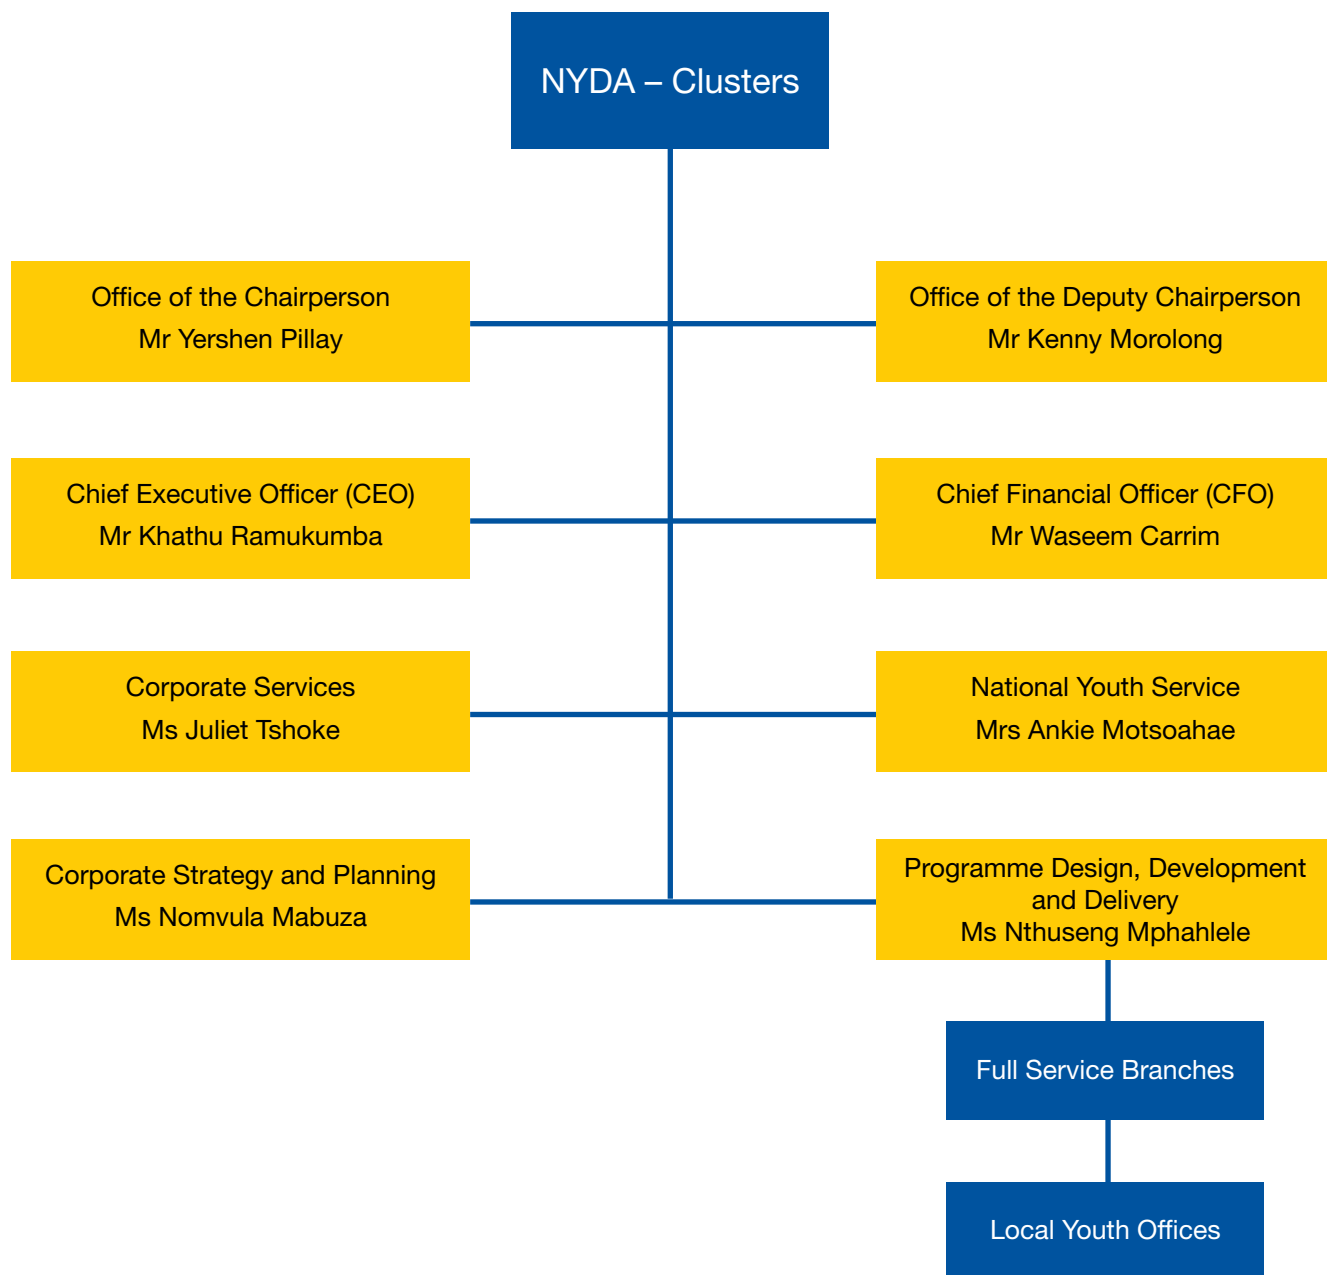 NYDA – Clusters
Office of the Chairperson
Mr Yershen Pillay
Office of the Deputy Chairperson
Mr Kenny Morolong
Chief Executive Officer (CEO)
Mr Khathu Ramukumba
Chief Financial Officer (CFO)
Mr Waseem Carrim
Corporate Services
Ms Juliet Tshoke
National Youth Service
Mrs Ankie Motsoahae
Corporate Strategy and Planning
Ms Nomvula Mabuza
Programme Design, Development
and Delivery
Ms Nthuseng Mphahlele
Full Service Branches
Local Youth Offices